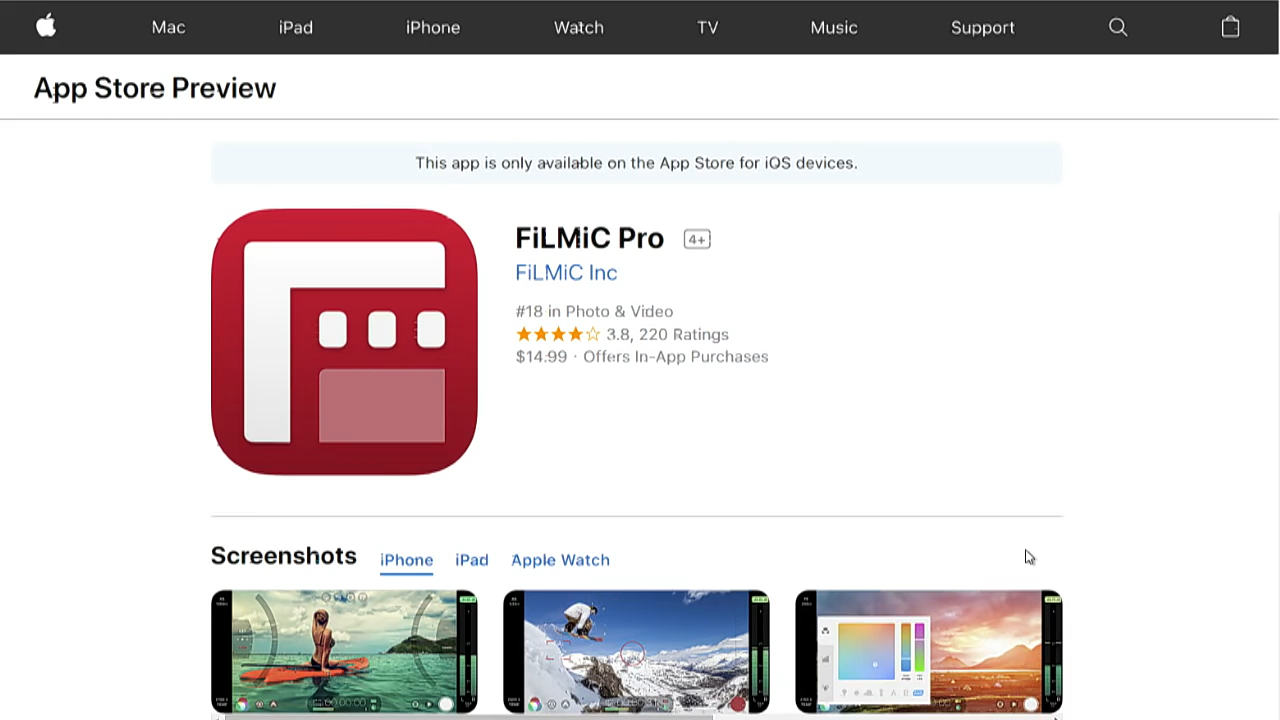 Mac iPad iPhone Watch TV Music Support
App Store Preview
This app is only available on the App Store for iOS devices.
FiLMiC Pro 4+
FiLMiC Inc
#18 in Photo & Video
3.8, 220 Ratings
$14.99 · Offers In-App Purchases
Screenshots iPhone iPad Apple Watch